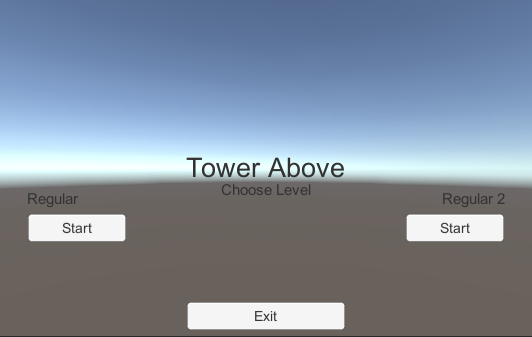 Tower Above
Choose Level
Regular
Regular 2
Start
Start
Exit